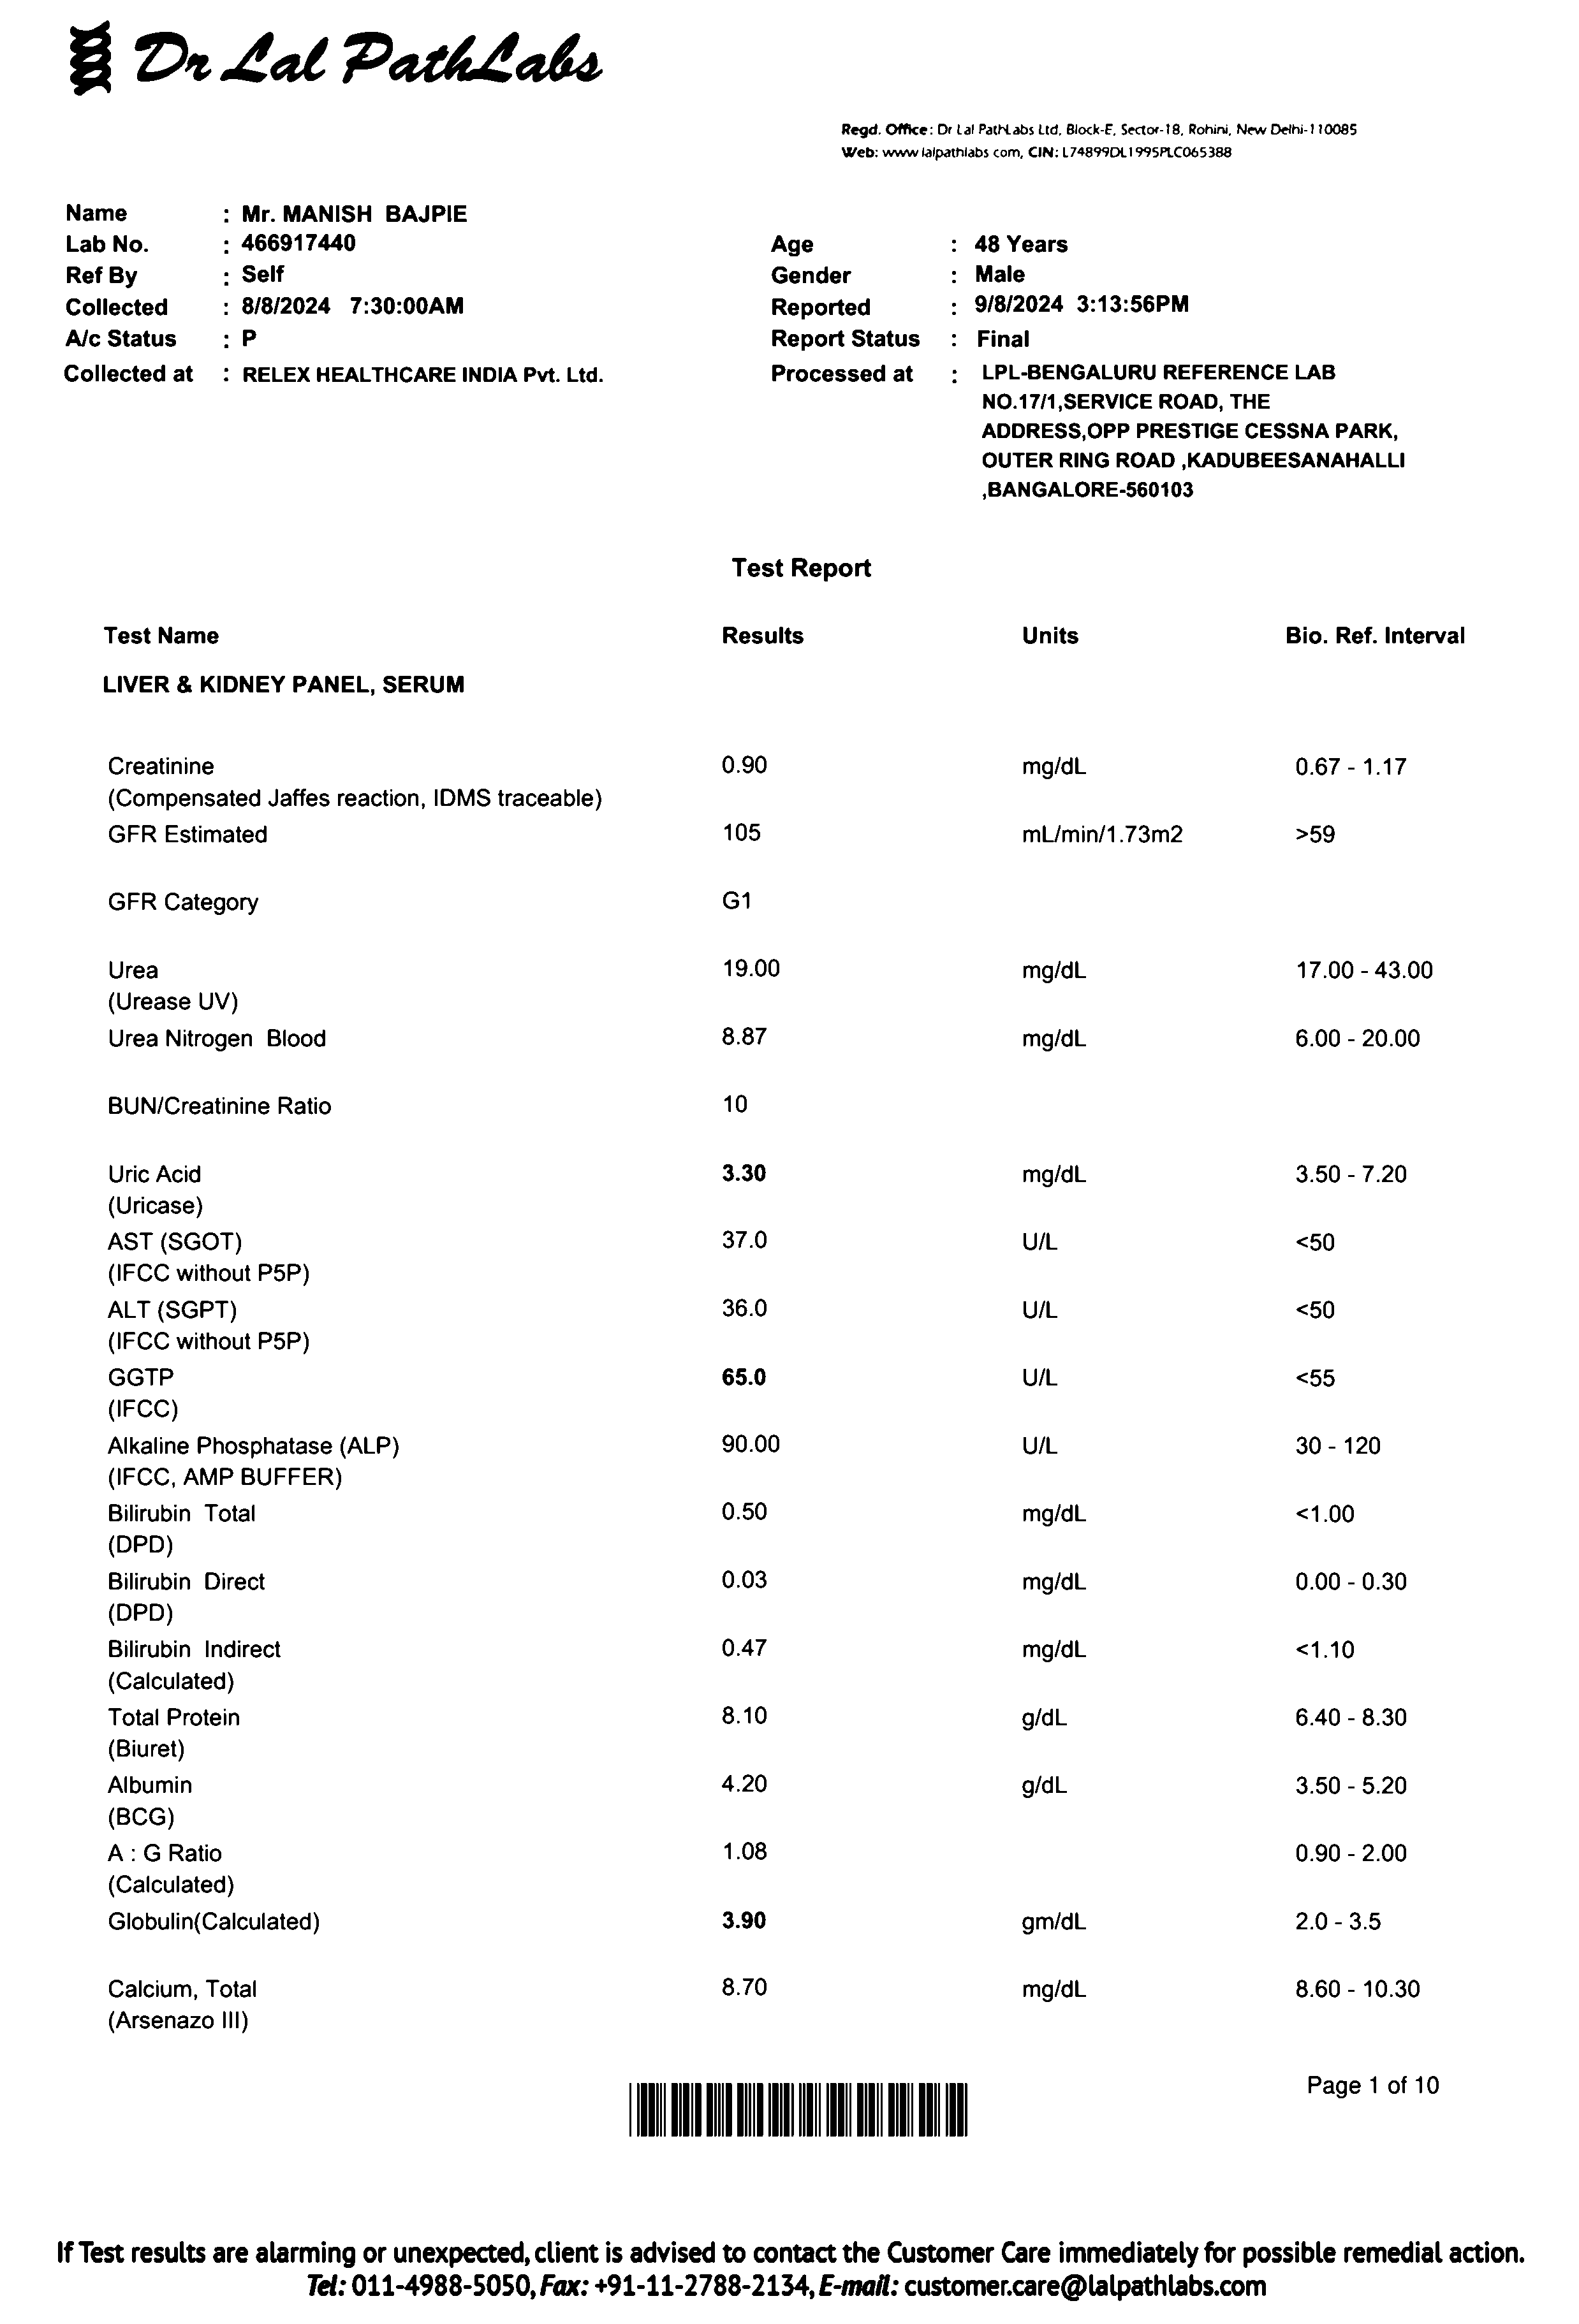 Dr Lal PathLabs
Regd. Office: Dr Lal PathLabs Ltd, Block-E, Sector-18, Rohini, New Delhi-110085
Web: www.lalpathlabs.com, CIN: L74899DL1995PLC065388
Name : Mr. MANISH BAJPIE
Lab No. : 466917440 Age : 48 Years
Ref By : Self Gender : Male
Collected : 8/8/2024 7:30:00AM Reported : 9/8/2024 3:13:56PM
A/c Status : P Report Status : Final
Collected at : RELEX HEALTHCARE INDIA Pvt. Ltd. Processed at : LPL-BENGALURU REFERENCE LAB
NO.17/1,SERVICE ROAD, THE
ADDRESS,OPP PRESTIGE CESSNA PARK,
OUTER RING ROAD ,KADUBEESANAHALLI
,BANGALORE-560103
Test Report
Test Name Results Units Bio. Ref. Interval
LIVER & KIDNEY PANEL, SERUM
Creatinine 0.90 mg/dL 0.67 - 1.17
(Compensated Jaffes reaction, IDMS traceable)
GFR Estimated 105 mL/min/1.73m2 >59
GFR Category G1
Urea 19.00 mg/dL 17.00 - 43.00
(Urease UV)
Urea Nitrogen Blood 8.87 mg/dL 6.00 - 20.00
BUN/Creatinine Ratio 10
Uric Acid 3.30 mg/dL 3.50 - 7.20
(Uricase)
AST (SGOT) 37.0 U/L <50
(IFCC without P5P)
ALT (SGPT) 36.0 U/L <50
(IFCC without P5P)
GGTP 65.0 U/L <55
(IFCC)
Alkaline Phosphatase (ALP) 90.00 U/L 30 - 120
(IFCC, AMP BUFFER)
Bilirubin Total 0.50 mg/dL <1.00
(DPD)
Bilirubin Direct 0.03 mg/dL 0.00 - 0.30
(DPD)
Bilirubin Indirect 0.47 mg/dL <1.10
(Calculated)
Total Protein 8.10 g/dL 6.40 - 8.30
(Biuret)
Albumin 4.20 g/dL 3.50 - 5.20
(BCG)
A : G Ratio 1.08 0.90 - 2.00
(Calculated)
Globulin(Calculated) 3.90 gm/dL 2.0 - 3.5
Calcium, Total 8.70 mg/dL 8.60 - 10.30
(Arsenazo III)
Page 1 of 10
If Test results are alarming or unexpected, client is advised to contact the Customer Care immediately for possible remedial action.
Tel: 011-4988-5050, Fax: +91-11-2788-2134, E-mail: customer.care@lalpathlabs.com